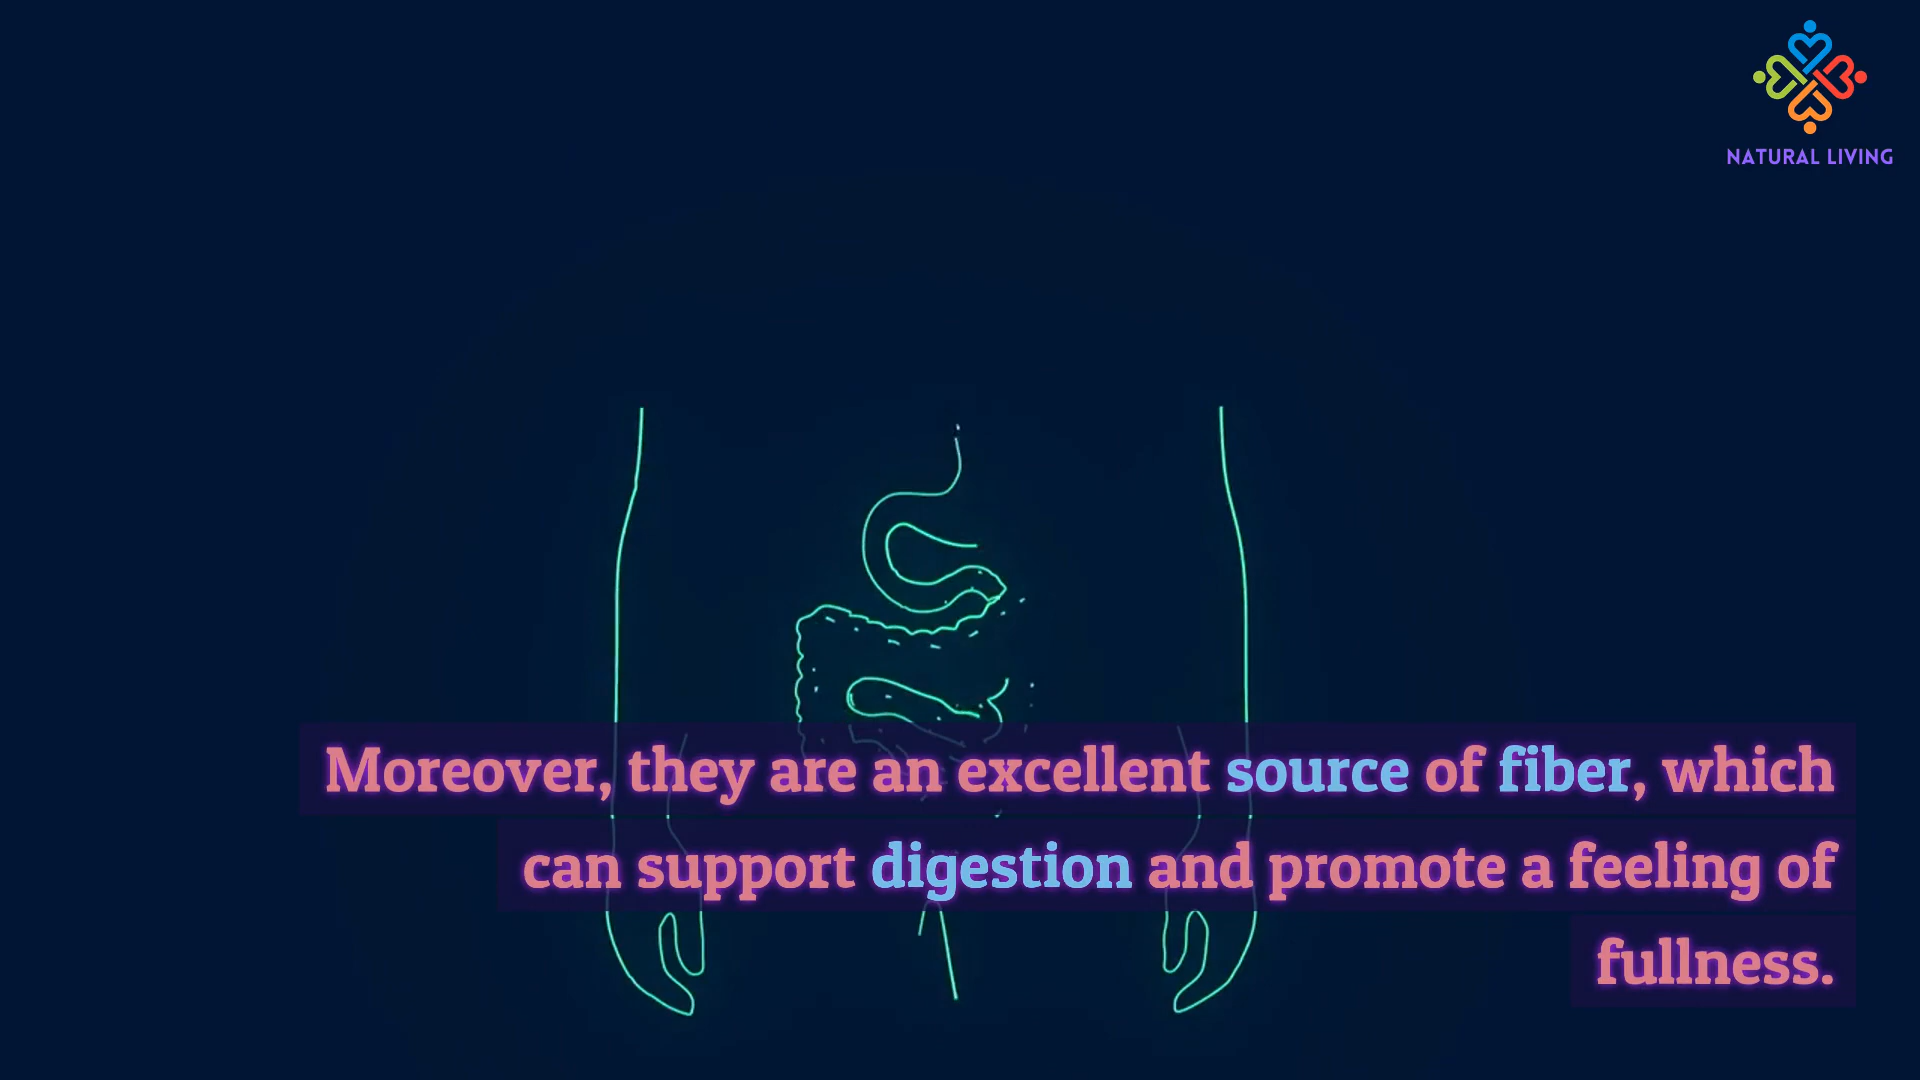 NATURAL LIVING
Moreover, they are an excellent source of fiber, which
can support digestion and promote a feeling of
fullness.